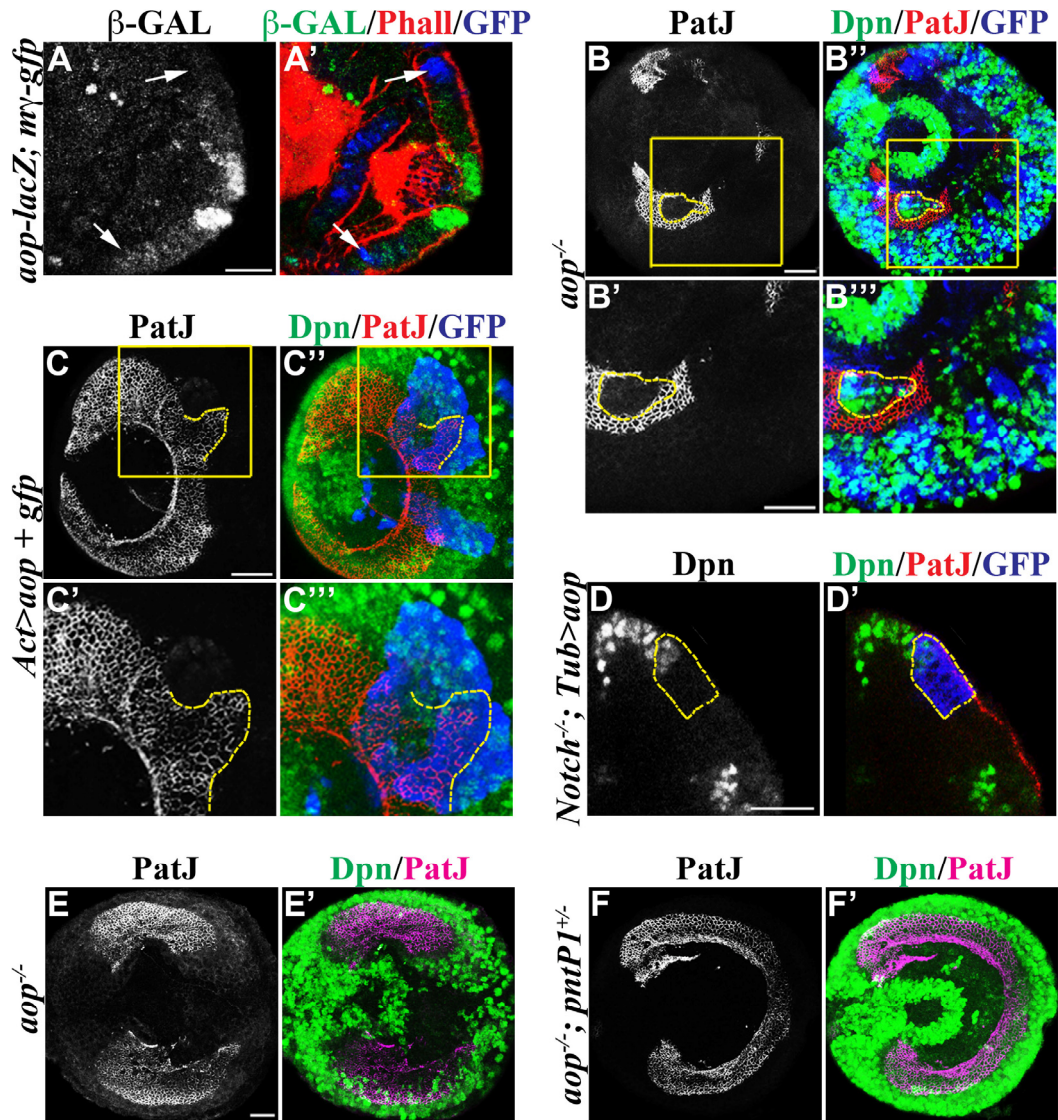 β-GAL
β-GAL/Phall/GFP
PatJ
Dpn/PatJ/GFP
aop-lacZ; mγ-gfp
A
A'
aop-/-
B
B''
B'
B'''
PatJ
Dpn/PatJ/GFP
Act>aop + gfp
C
C''
C'
C'''
Dpn
Dpn/PatJ/GFP
Notch-/-; Tub>aop
D
D'
PatJ
Dpn/PatJ
PatJ
Dpn/PatJ
aop-/-
E
E'
aop-/-; pntP1+/-
F
F'